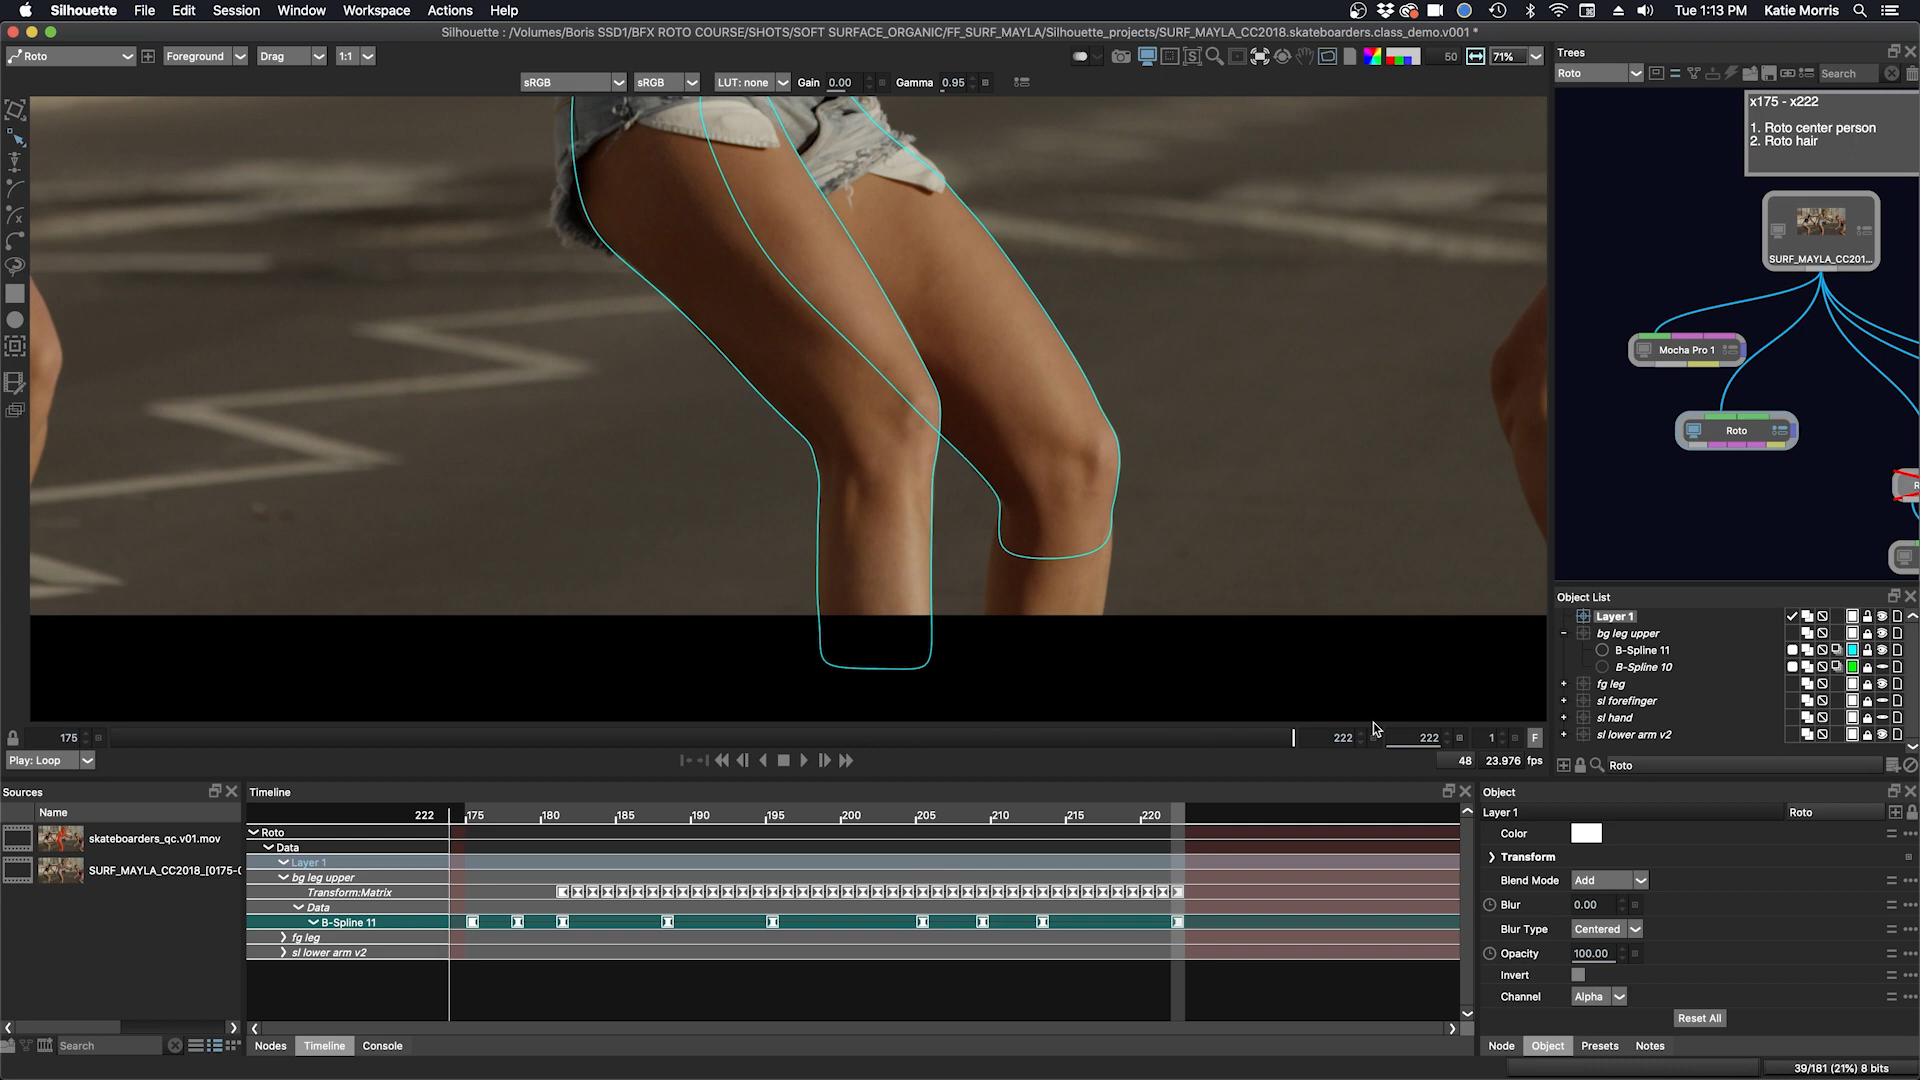 Silhouette File Edit Session Window Workspace Actions Help Tue 1:13 PM Katie Morris
Silhouette : /Volumes/Boris SSD1/BFX ROTO COURSE/SHOTS/SOFT SURFACE_ORGANIC/FF_SURF_MAYLA/Silhouette_projects/SURF_MAYLA_CC2018.skateboarders.class_demo.v001 *
Roto Foreground Drag 1:1 50 71%
sRGB sRGB LUT: none Gain 0.00 Gamma 0.95
Trees
Roto Search
x175 - x222
1. Roto center person
2. Roto hair
SURF_MAYLA_CC201...
Mocha Pro 1
Roto
R
Object List
Layer 1
bg leg upper
B-Spline 11
B-Spline 10
fg leg
sl forefinger
sl hand
sl lower arm v2
Roto
175 222 222 1 F
Play: Loop 48 23.976 fps
Sources
Name
skateboarders_qc.v01.mov
SURF_MAYLA_CC2018_[0175-0
Search
Timeline
222 175 180 185 190 195 200 205 210 215 220
Roto
Data
Layer 1
bg leg upper
Transform:Matrix
Data
B-Spline 11
fg leg
sl lower arm v2
Nodes Timeline Console
Object
Layer 1 Roto
Color
Transform
Blend Mode Add
Blur 0.00
Blur Type Centered
Opacity 100.00
Invert
Channel Alpha
Reset All
Node Object Presets Notes
39/181 (21%) 8 bits